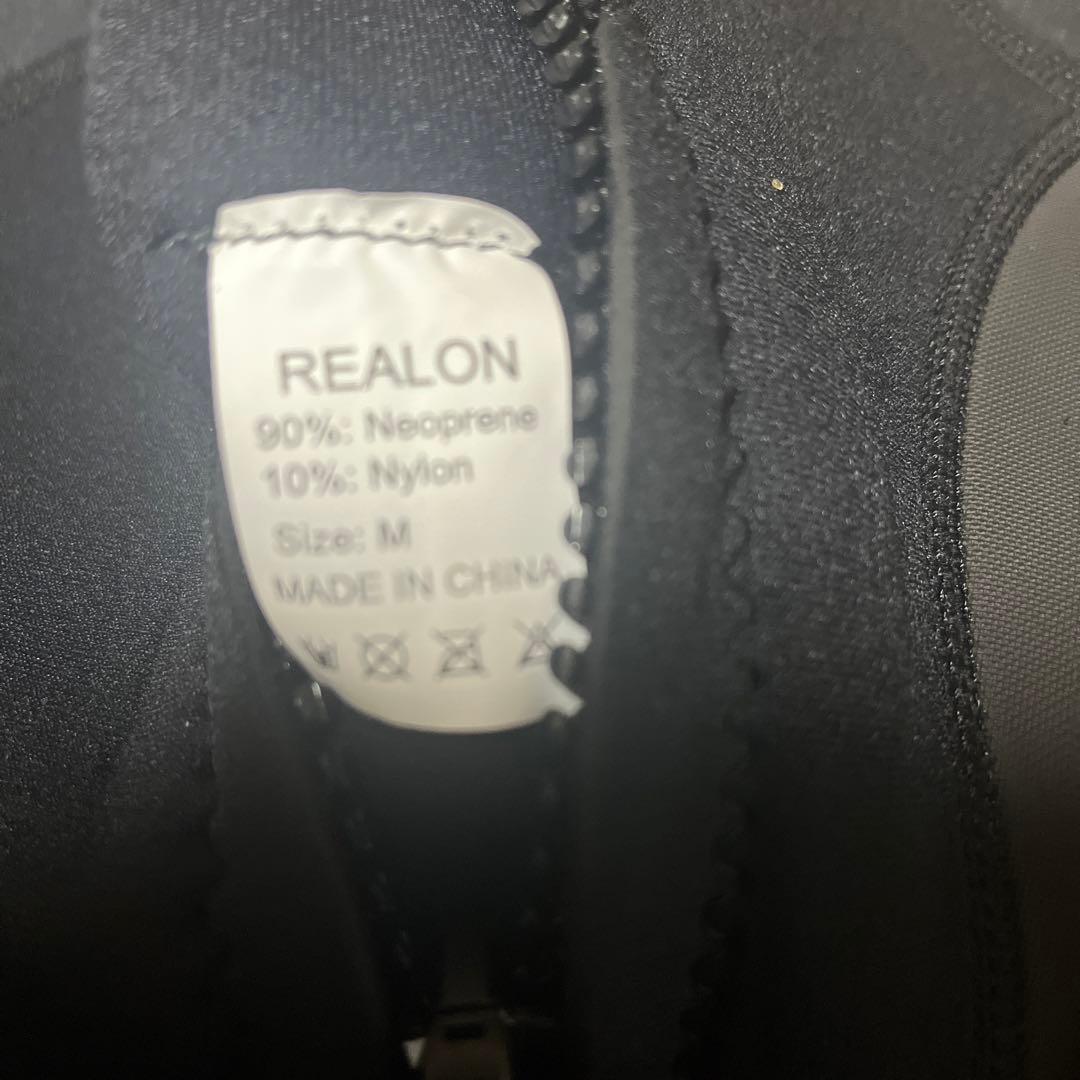 REALON
90%: Neoprene
10%: Nylon
Size: M
MADE IN CHINA